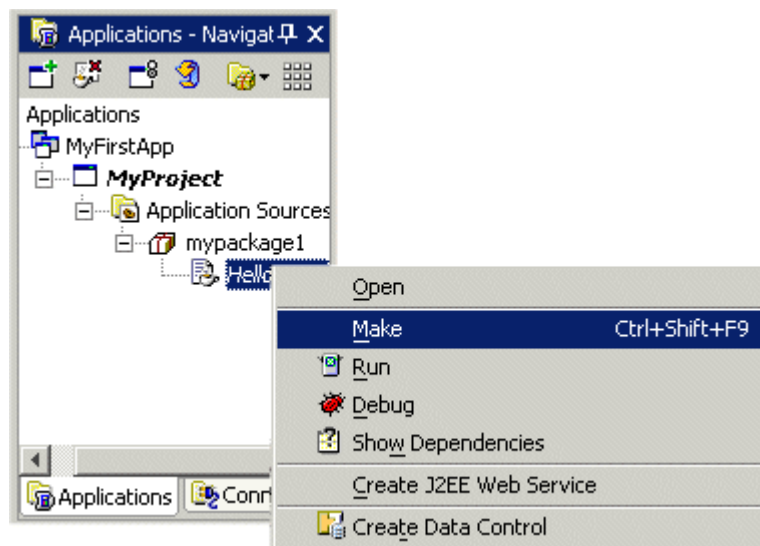 Applications - Navigat
Applications
MyFirstApp
MyProject
Application Sources
mypackage1
Hello
Open
Make Ctrl+Shift+F9
Run
Debug
Show Dependencies
Create J2EE Web Service
Create Data Control
Applications Conn